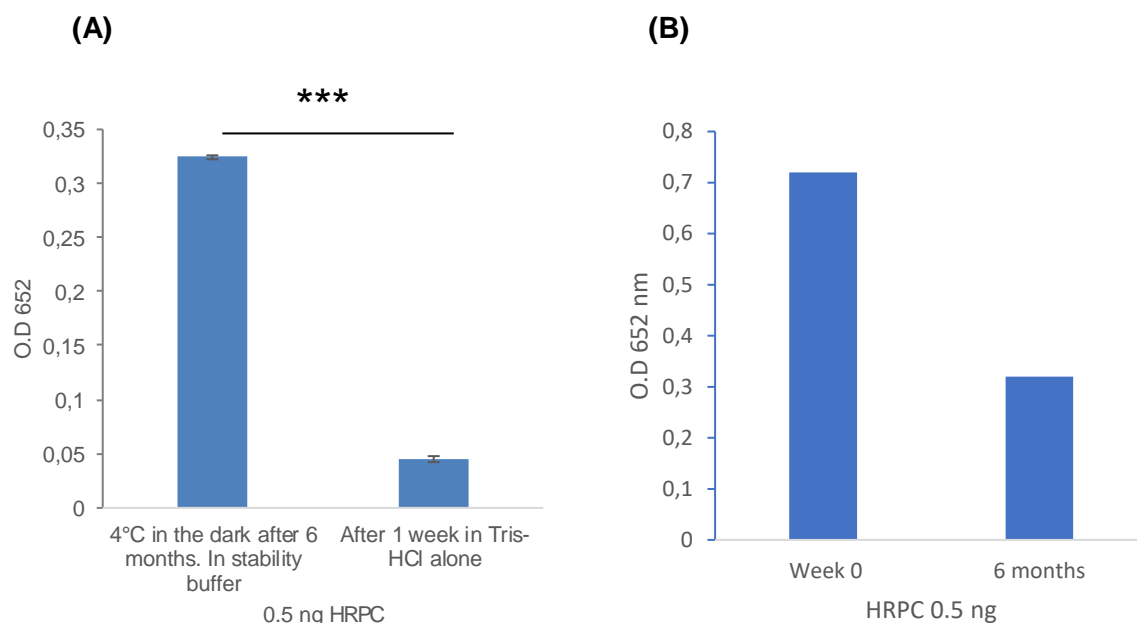 (A)
***
0,35
0,3
0,25
0,2
0,15
0,1
0,05
0
O.D 652
4°C in the dark after 6
months. In stability
buffer
After 1 week in Tris-
HCl alone
0.5 ng HRPC
(B)
0,8
0,7
0,6
0,5
0,4
0,3
0,2
0,1
0
O.D 652 nm
Week 0
6 months
HRPC 0.5 ng